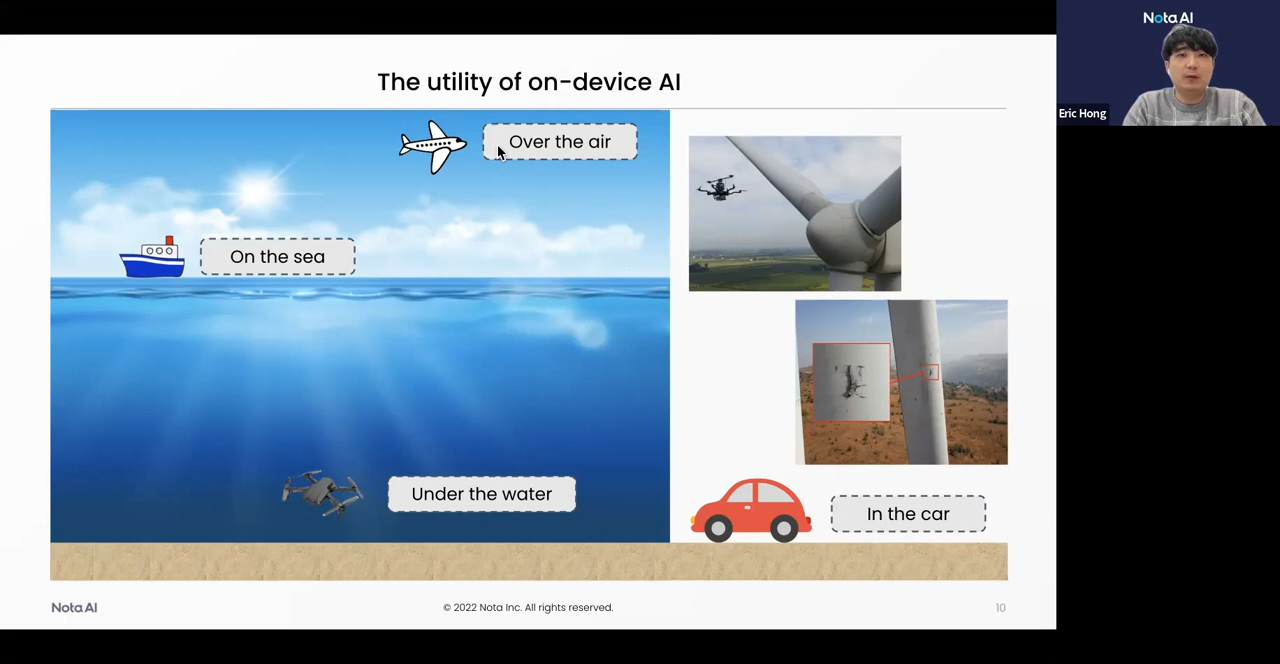 The utility of on-device AI
Over the air
On the sea
Under the water
In the car
Nota AI
© 2022 Nota Inc. All rights reserved.
10
Nota AI
Eric Hong